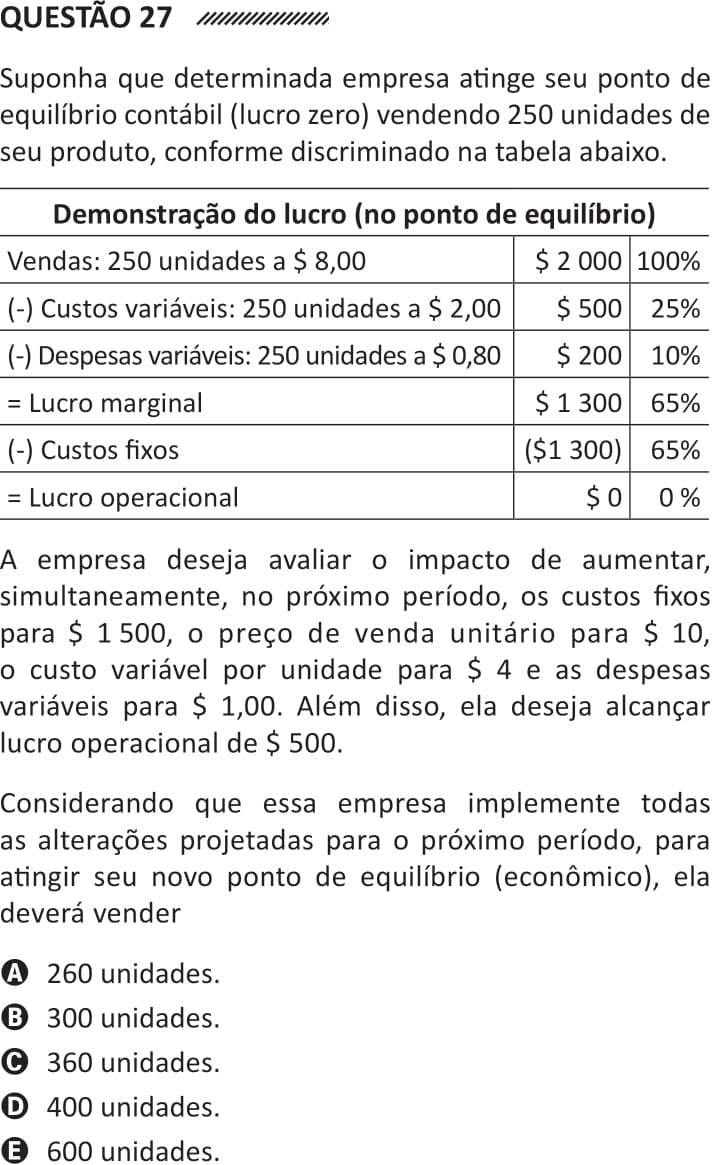 QUESTÃO 27
Suponha que determinada empresa atinge seu ponto de
equilíbrio contábil (lucro zero) vendendo 250 unidades de
seu produto, conforme discriminado na tabela abaixo.
Demonstração do lucro (no ponto de equilíbrio)
Vendas: 250 unidades a $ 8,00 $ 2 000 100%
(-) Custos variáveis: 250 unidades a $ 2,00 $ 500 25%
(-) Despesas variáveis: 250 unidades a $ 0,80 $ 200 10%
= Lucro marginal $ 1 300 65%
(-) Custos fixos ($1 300) 65%
= Lucro operacional $ 0 0 %
A empresa deseja avaliar o impacto de aumentar,
simultaneamente, no próximo período, os custos fixos
para $ 1 500, o preço de venda unitário para $ 10,
o custo variável por unidade para $ 4 e as despesas
variáveis para $ 1,00. Além disso, ela deseja alcançar
lucro operacional de $ 500.
Considerando que essa empresa implemente todas
as alterações projetadas para o próximo período, para
atingir seu novo ponto de equilíbrio (econômico), ela
deverá vender
A 260 unidades.
B 300 unidades.
C 360 unidades.
D 400 unidades.
E 600 unidades.